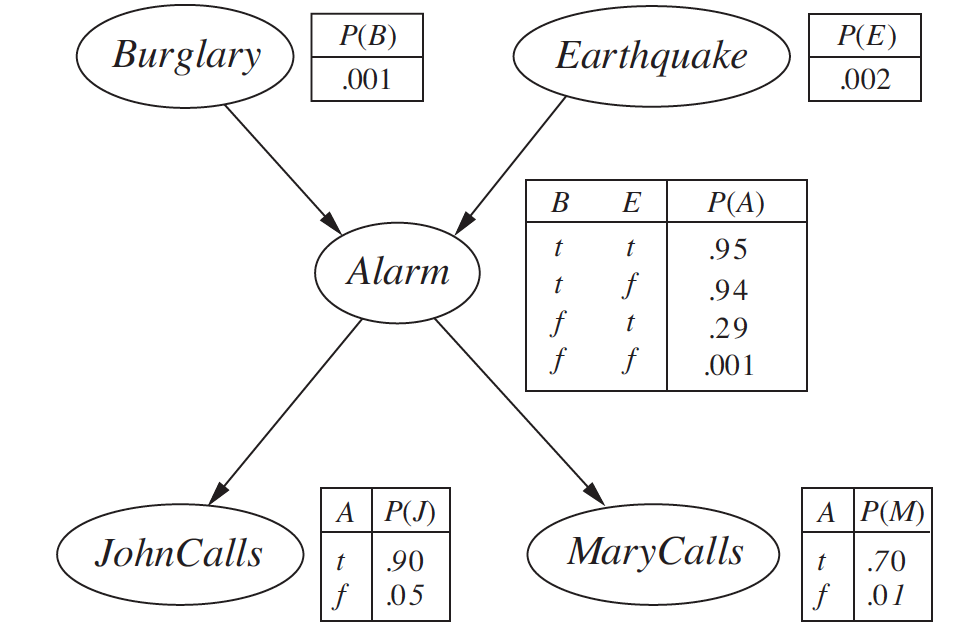 Burglary
P(B)
.001
Earthquake
P(E)
.002
Alarm
B E P(A)
t t .95
t f .94
f t .29
f f .001
JohnCalls
A P(J)
t .90
f .05
MaryCalls
A P(M)
t .70
f .01